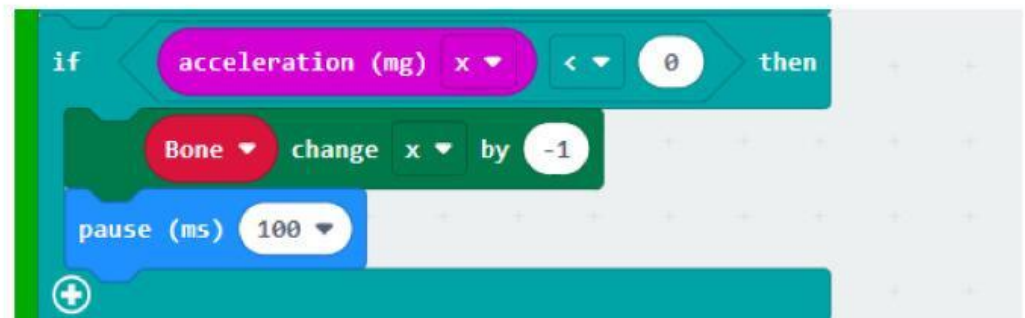 if acceleration (mg) x < 0 then
Bone change x by -1
pause (ms) 100